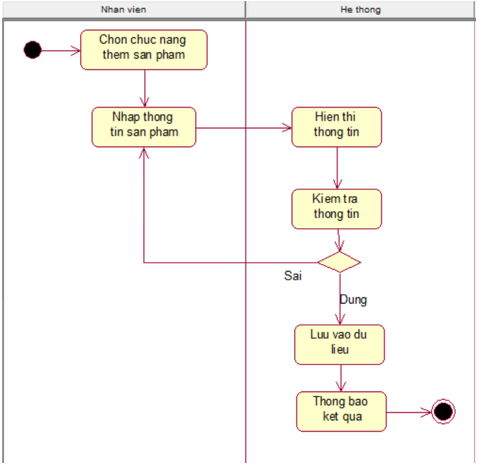 Nhan vien
He thong
Chon chuc nang
them san pham
Nhap thong
tin san pham
Hien thi
thong tin
Kiem tra
thong tin
Sai
Dung
Luu vao du
lieu
Thong bao
ket qua